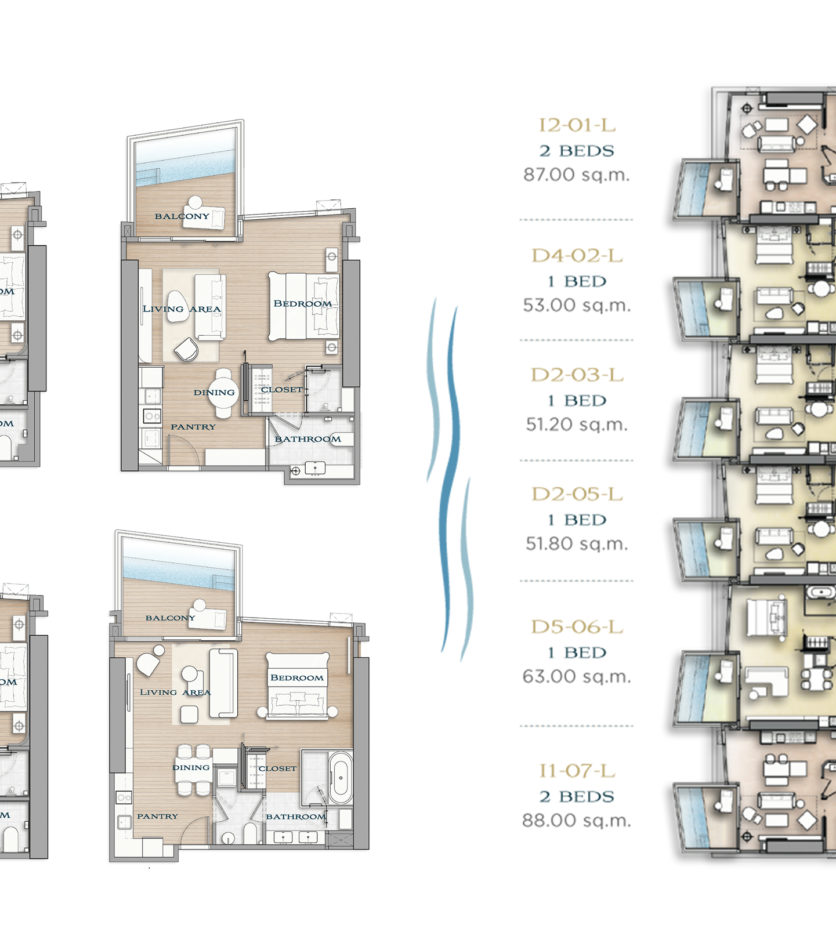 OM
OM
BALCONY
LIVING AREA
BEDROOM
DINING
CLOSET
PANTRY
BATHROOM
OM
M
BALCONY
LIVING AREA
BEDROOM
DINING
CLOSET
PANTRY
BATHROOM
I2-01-L
2 BEDS
87.00 sq.m.
D4-02-L
1 BED
53.00 sq.m.
D2-03-L
1 BED
51.20 sq.m.
D2-05-L
1 BED
51.80 sq.m.
D5-06-L
1 BED
63.00 sq.m.
I1-07-L
2 BEDS
88.00 sq.m.